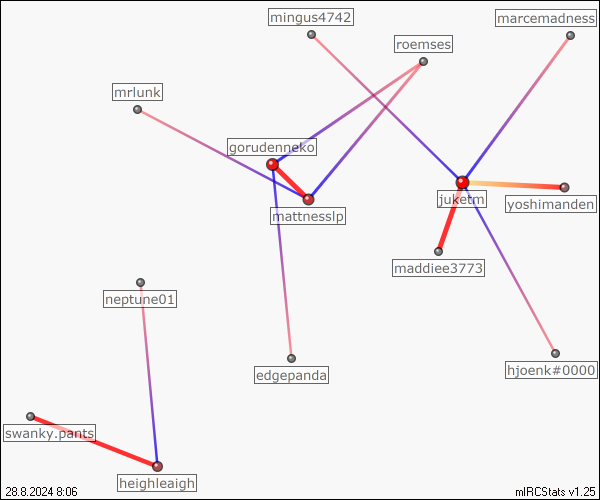 mingus4742
marcemadness
roemses
mrlunk
gorudenneko
juketm
yoshimanden
mattnesslp
maddiee3773
neptune01
edgepanda
hjoenk#0000
swanky.pants
heighleaigh
28.8.2024 8:06
mIRCStats v1.25